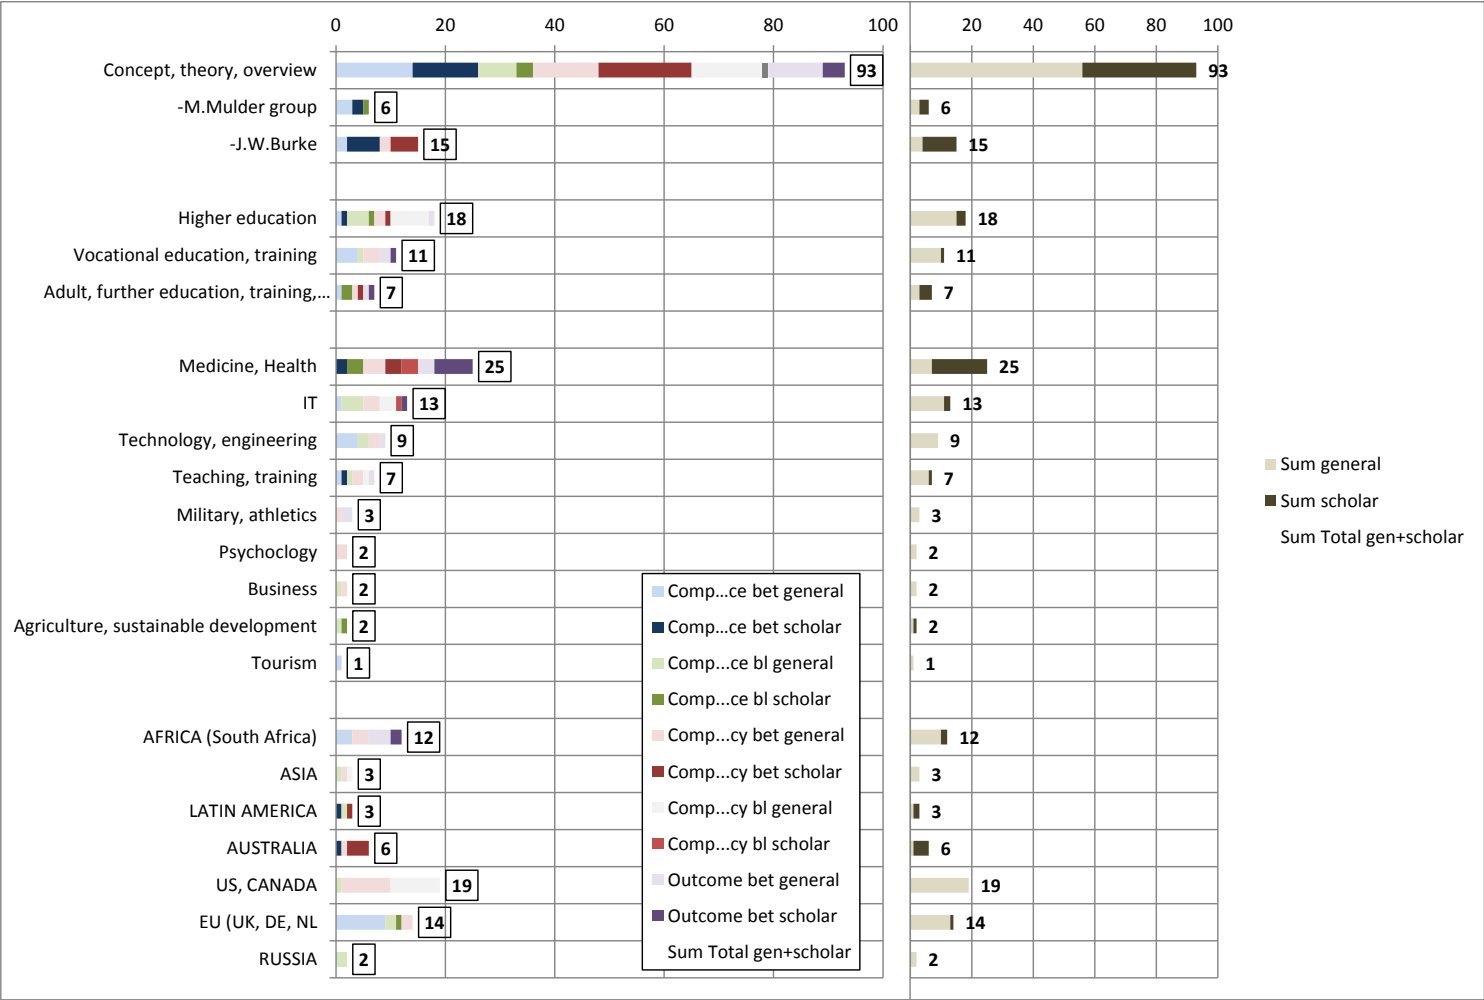 0 20 40 60 80 100 0 20 40 60 80 100
Concept, theory, overview 93 93
-M.Mulder group 6 6
-J.W.Burke 15 15
Higher education 18 18
Vocational education, training 11 11
Adult, further education, training,... 7 7
Medicine, Health 25 25
IT 13 13
Technology, engineering 9 9
Teaching, training 7 7
Military, athletics 3 3
Psychoclogy 2 2
Business 2 2
Agriculture, sustainable development 2 2
Tourism 1 1
AFRICA (South Africa) 12 12
ASIA 3 3
LATIN AMERICA 3 3
AUSTRALIA 6 6
US, CANADA 19 19
EU (UK, DE, NL 14 14
RUSSIA 2 2
Comp...ce bet general
Comp...ce bet scholar
Comp...ce bl general
Comp...ce bl scholar
Comp...cy bet general
Comp...cy bet scholar
Comp...cy bl general
Comp...cy bl scholar
Outcome bet general
Outcome bet scholar
Sum Total gen+scholar
Sum general
Sum scholar
Sum Total gen+scholar